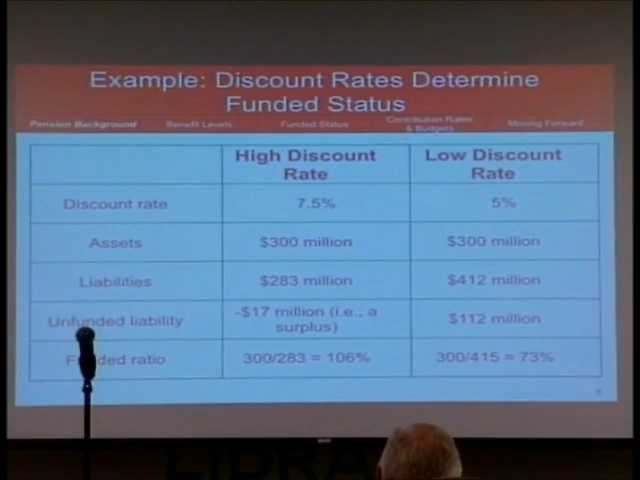 Example: Discount Rates Determine
Funded Status
Pension Background Benefit Levels Funded Status Contribution Rates & Budgets Moving Forward
High Discount Rate Low Discount Rate
Discount rate 7.5% 5%
Assets $300 million $300 million
Liabilities $283 million $412 million
Unfunded liability -$17 million (i.e., a surplus) $112 million
Funded ratio 300/283 = 106% 300/415 = 73%